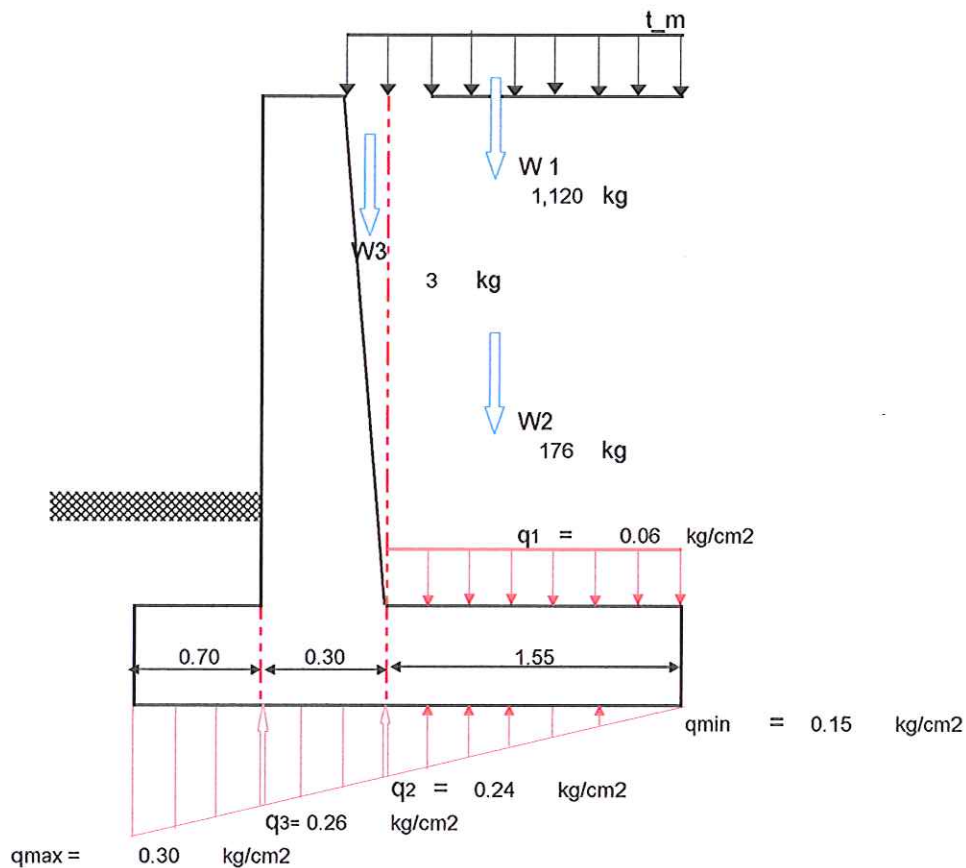 t_m
W 1
1,120 kg
W3
3 kg
W2
176 kg
q1 = 0.06 kg/cm2
0.70 0.30 1.55
qmin = 0.15 kg/cm2
q2 = 0.24 kg/cm2
q3= 0.26 kg/cm2
qmax = 0.30 kg/cm2